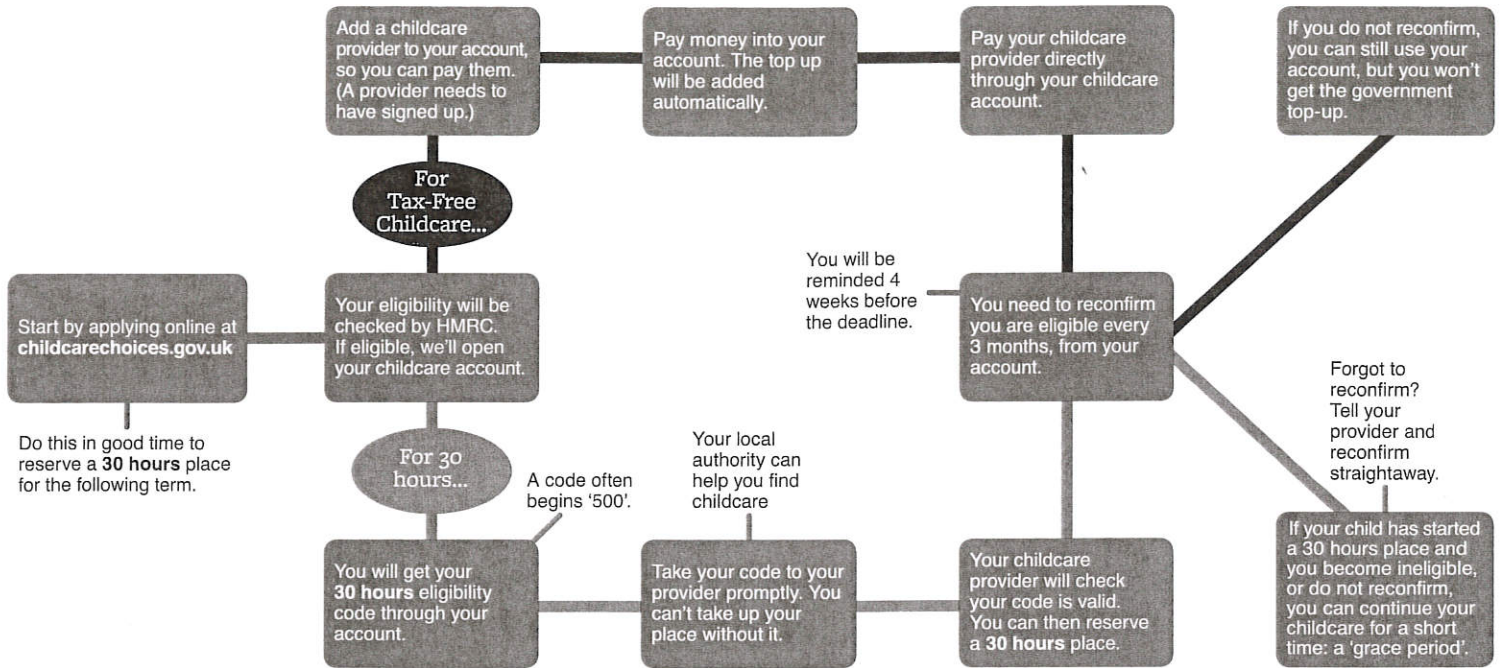 Start by applying online at
childcarechoices.gov.uk
Do this in good time to
reserve a 30 hours place
for the following term.
Your eligibility will be
checked by HMRC.
If eligible, we'll open
your childcare account.
For
Tax-Free
Childcare...
Add a childcare
provider to your account,
so you can pay them.
(A provider needs to
have signed up.)
Pay money into your
account. The top up
will be added
automatically.
Pay your childcare
provider directly
through your childcare
account.
For 30
hours...
You will get your
30 hours eligibility
code through your
account.
A code often
begins '500'.
Take your code to your
provider promptly. You
can't take up your
place without it.
Your local
authority can
help you find
childcare
Your childcare
provider will check
your code is valid.
You can then reserve
a 30 hours place.
You need to reconfirm
you are eligible every
3 months, from your
account.
You will be
reminded 4
weeks before
the deadline.
If you do not reconfirm,
you can still use your
account, but you won't
get the government
top-up.
If your child has started
a 30 hours place and
you become ineligible,
or do not reconfirm,
you can continue your
childcare for a short
time: a 'grace period'.
Forgot to
reconfirm?
Tell your
provider and
reconfirm
straightaway.